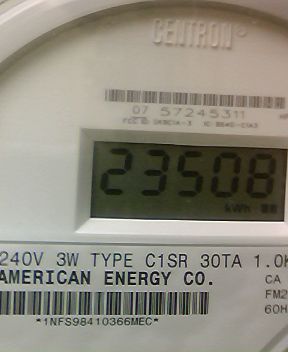 CENTRON®
07 57245311
23508
kWh
240V 3W TYPE C1SR 30TA 1.0K
AMERICAN ENERGY CO.
CA
FM2
60H
*1NFS98410366MEC*